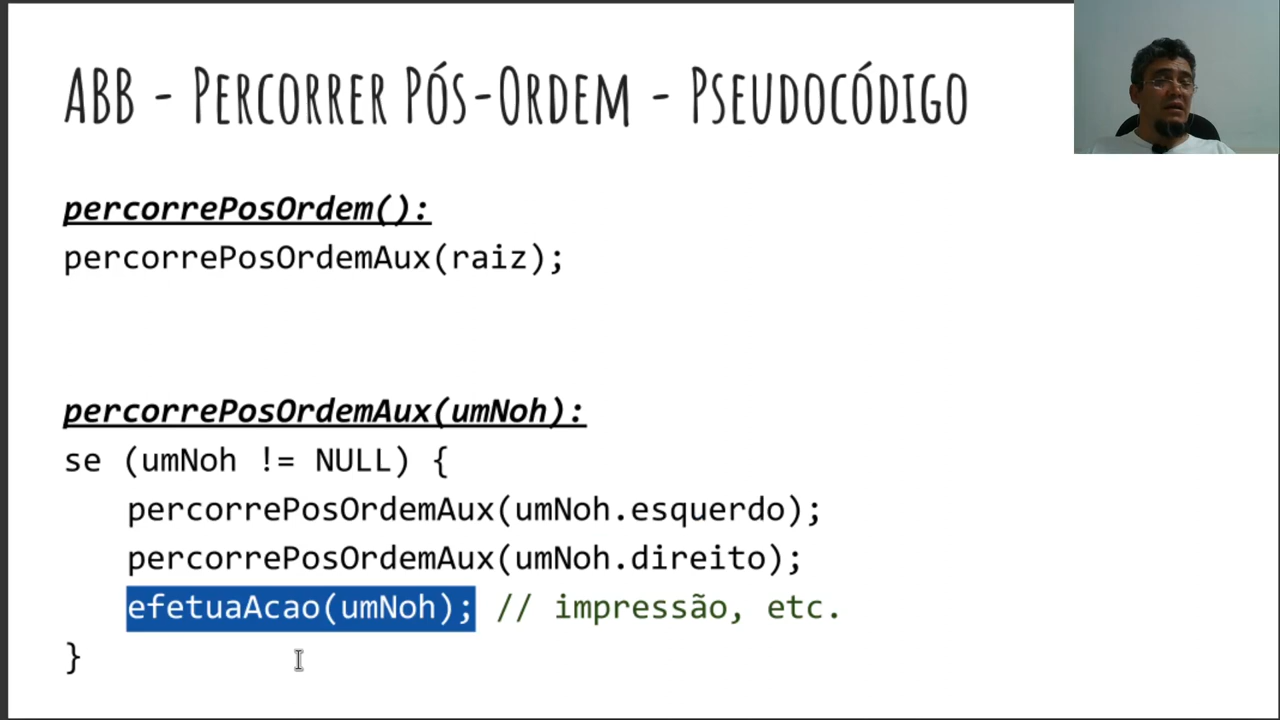 ABB - Percorrer Pós-Ordem - Pseudocódigo
percorrePosOrdem():
percorrePosOrdemAux(raiz);
percorrePosOrdemAux(umNoh):
se (umNoh != NULL) {
percorrePosOrdemAux(umNoh.esquerdo);
percorrePosOrdemAux(umNoh.direito);
efetuaAcao(umNoh); // impressão, etc.
}